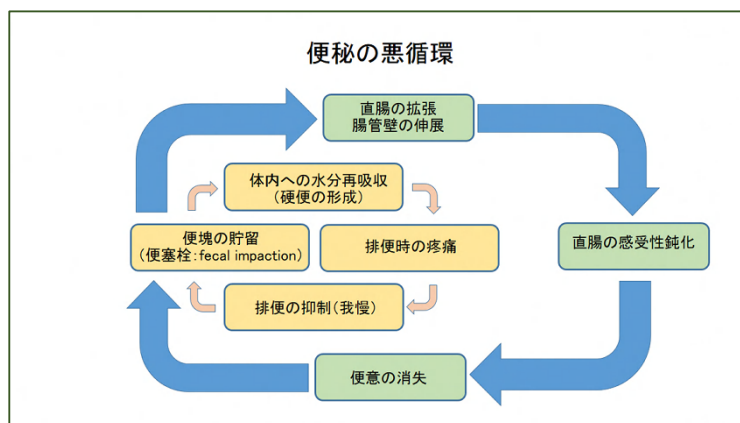 便秘の悪循環
直腸の拡張
腸管壁の伸展
体内への水分再吸収
（硬便の形成）
便塊の貯留
（便塞栓：fecal impaction）
排便時の疼痛
直腸の感受性鈍化
排便の抑制（我慢）
便意の消失